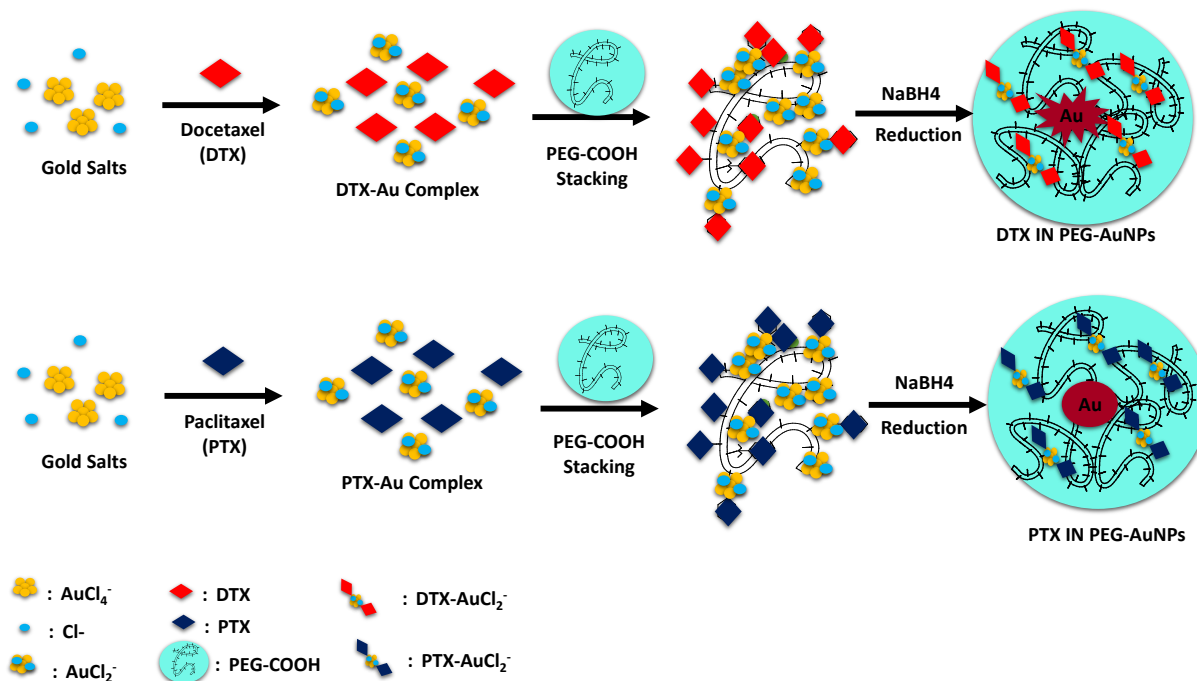 Gold Salts
Docetaxel
(DTX)
DTX-Au Complex
PEG-COOH
Stacking
NaBH4
Reduction
Au
DTX IN PEG-AuNPs
Gold Salts
Paclitaxel
(PTX)
PTX-Au Complex
PEG-COOH
Stacking
NaBH4
Reduction
Au
PTX IN PEG-AuNPs
: AuCl₄⁻
: DTX
: DTX-AuCl₂⁻
: Cl-
: PTX
: AuCl₂⁻
: PEG-COOH
: PTX-AuCl₂⁻